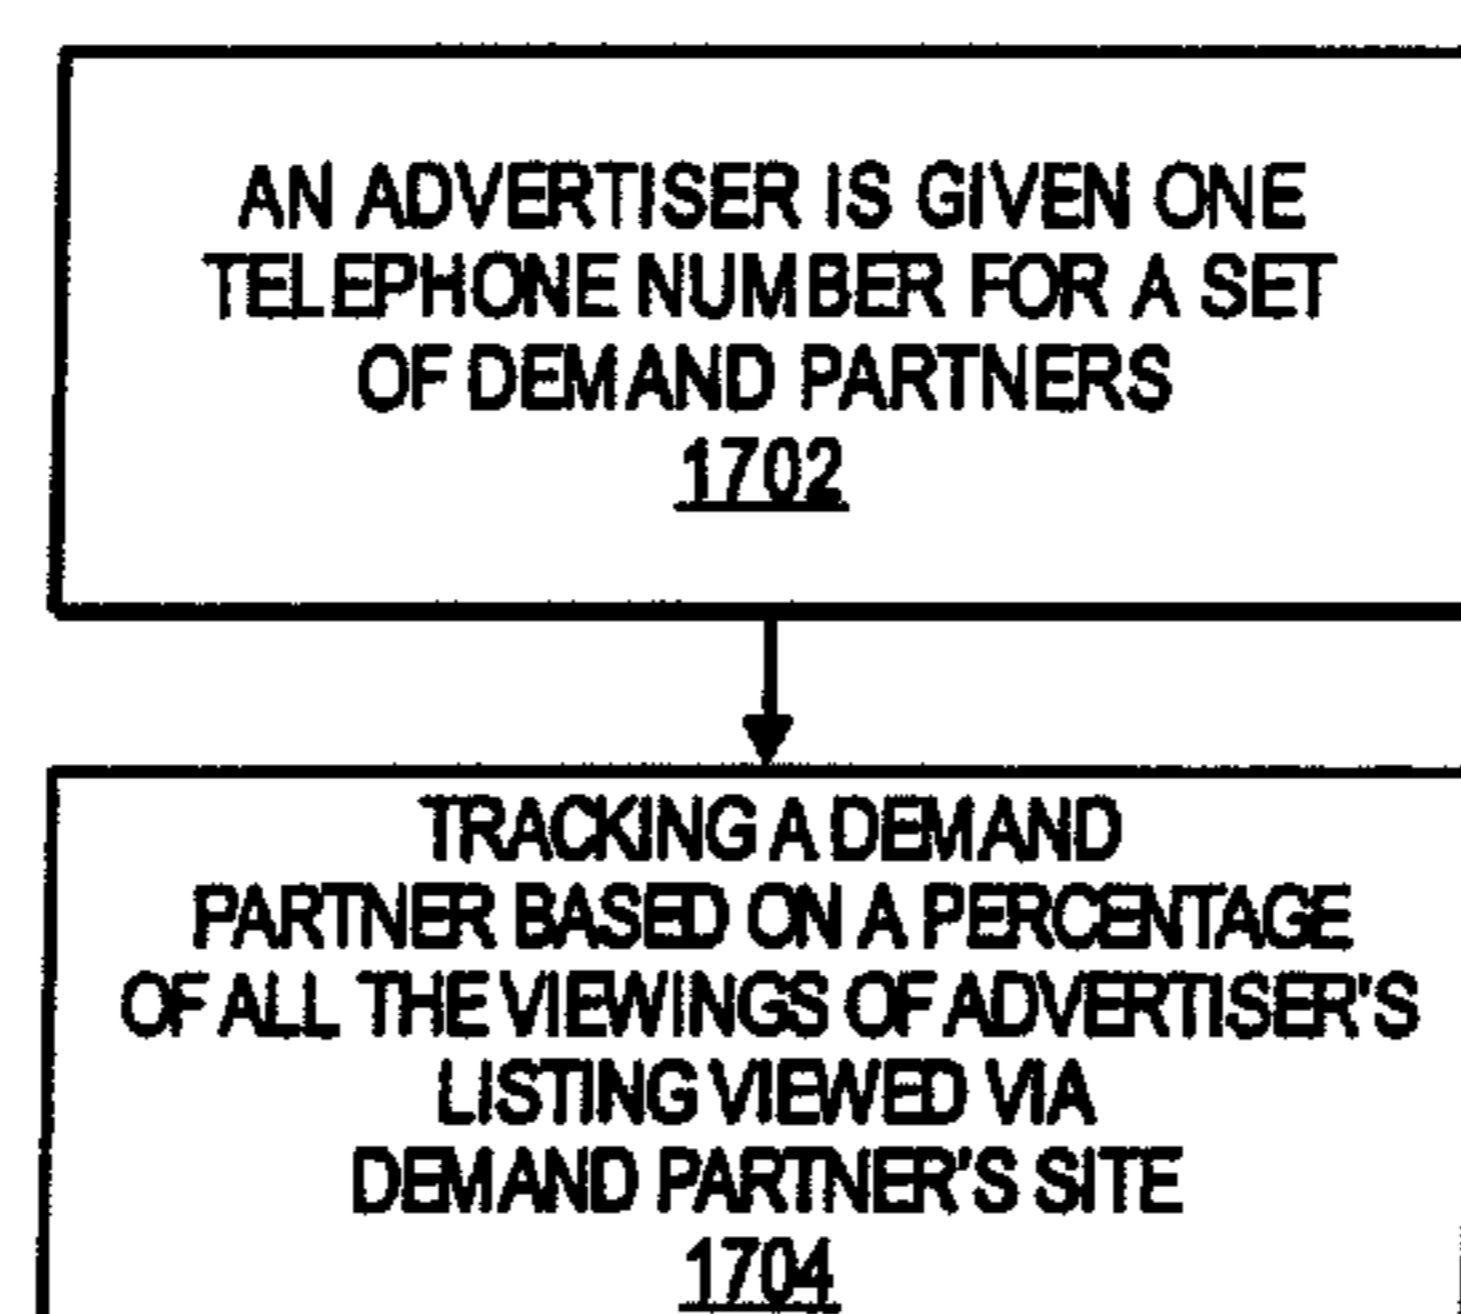 AN ADVERTISER IS GIVEN ONE
TELEPHONE NUMBER FOR A SET
OF DEMAND PARTNERS
1702
TRACKING A DEMAND
PARTNER BASED ON A PERCENTAGE
OF ALL THE VIEWINGS OF ADVERTISER'S
LISTING VIEWED VIA
DEMAND PARTNER'S SITE
1704